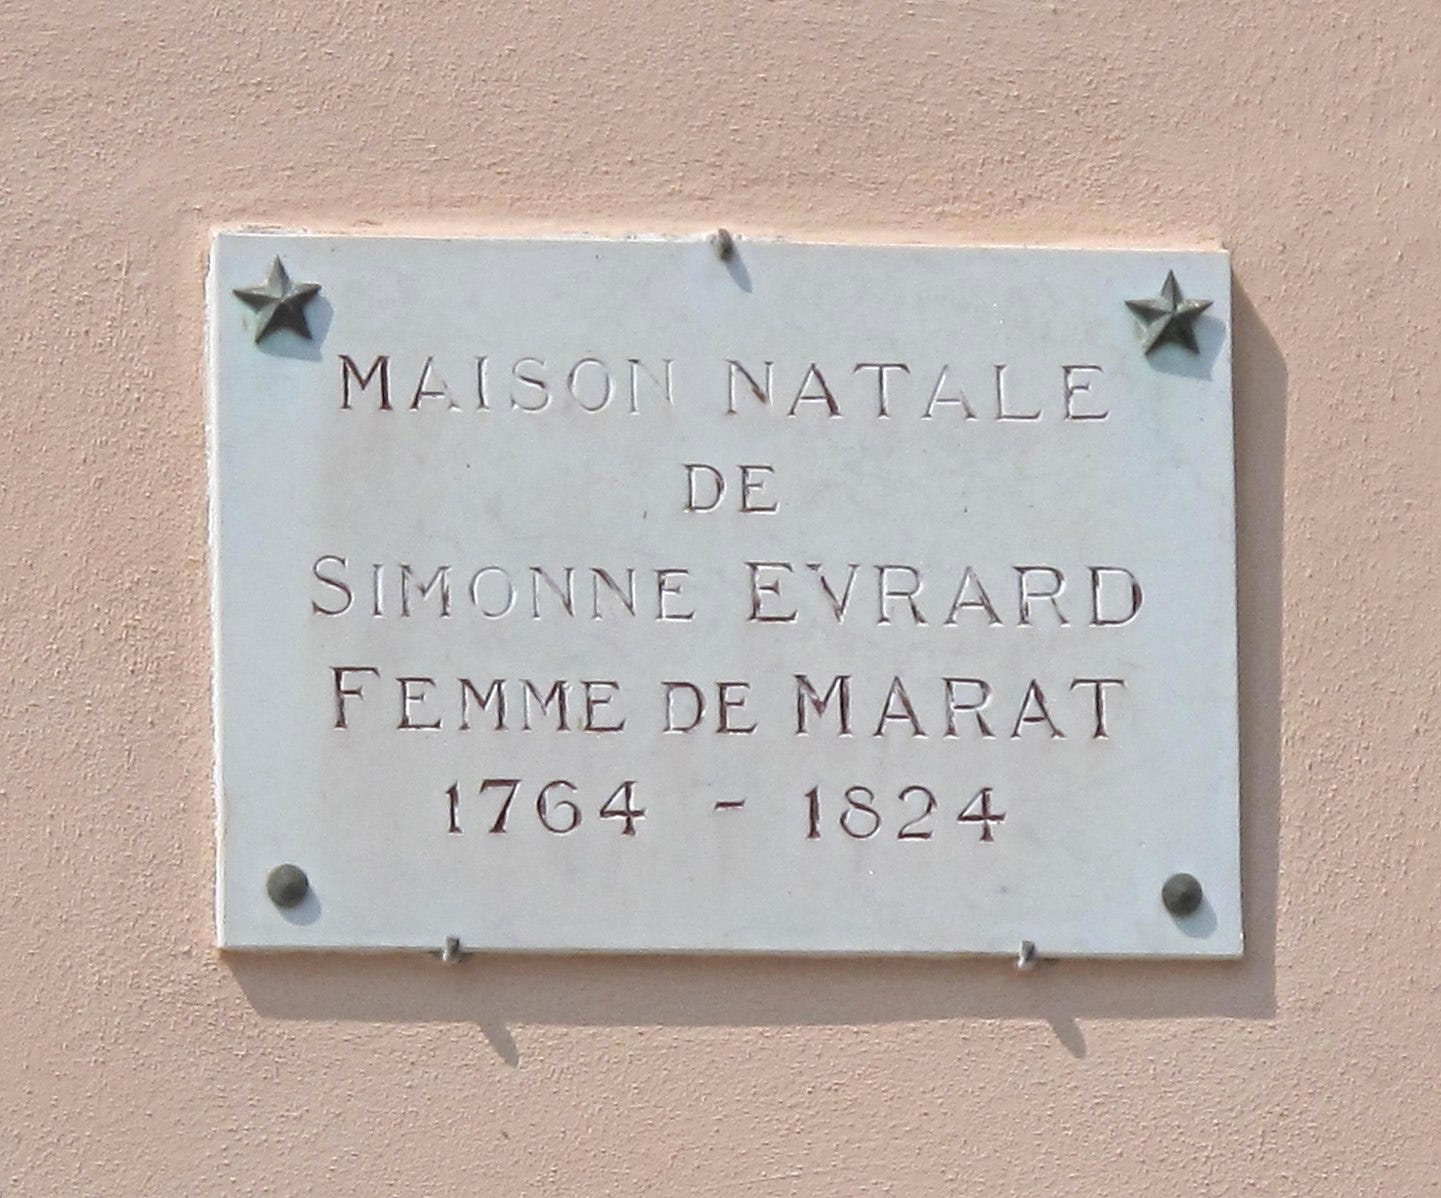 MAISON NATALE
DE
SIMONNE EVRARD
FEMME DE MARAT
1764 - 1824